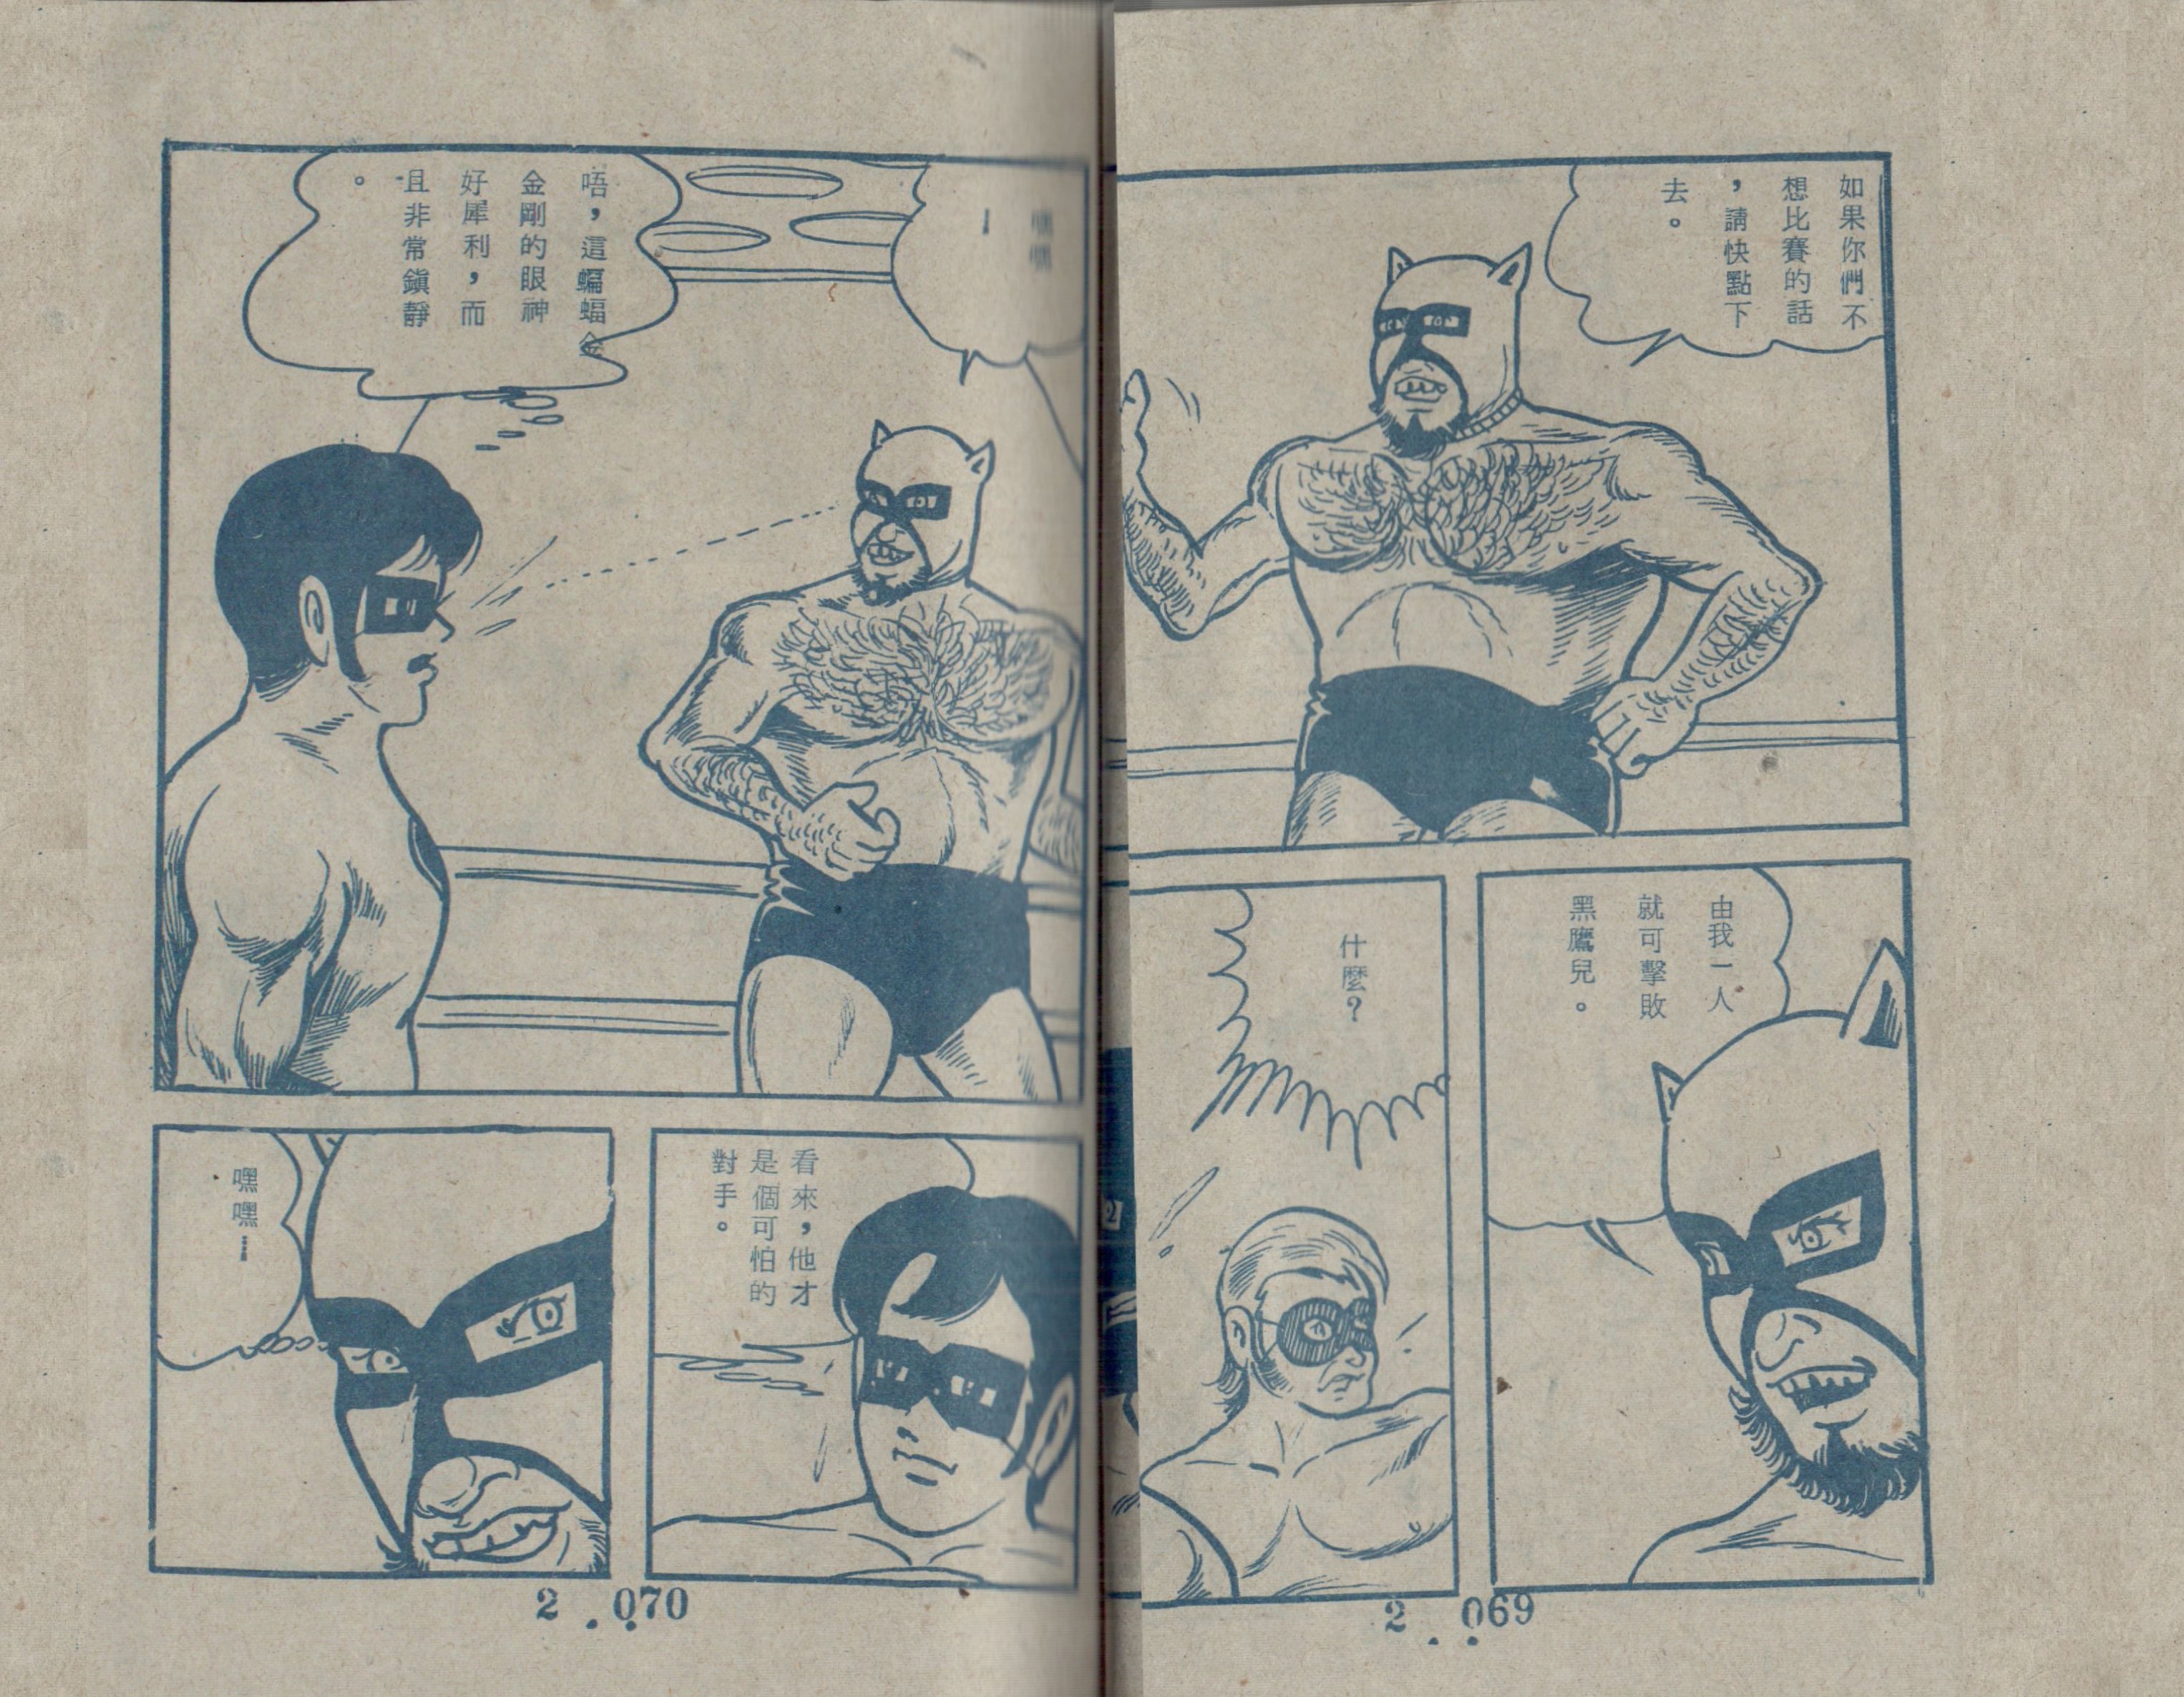 如果你們不
想比賽的話
，請快點下
去。
由我一人
就可擊敗
黑鷹兒。
什麼？
2 069
嘿嘿
！
唔，這蝙蝠金
金剛的眼神
好犀利，而
且非常鎮靜
。
看來，他才
是個可怕的
對手。
嘿嘿…
2 070